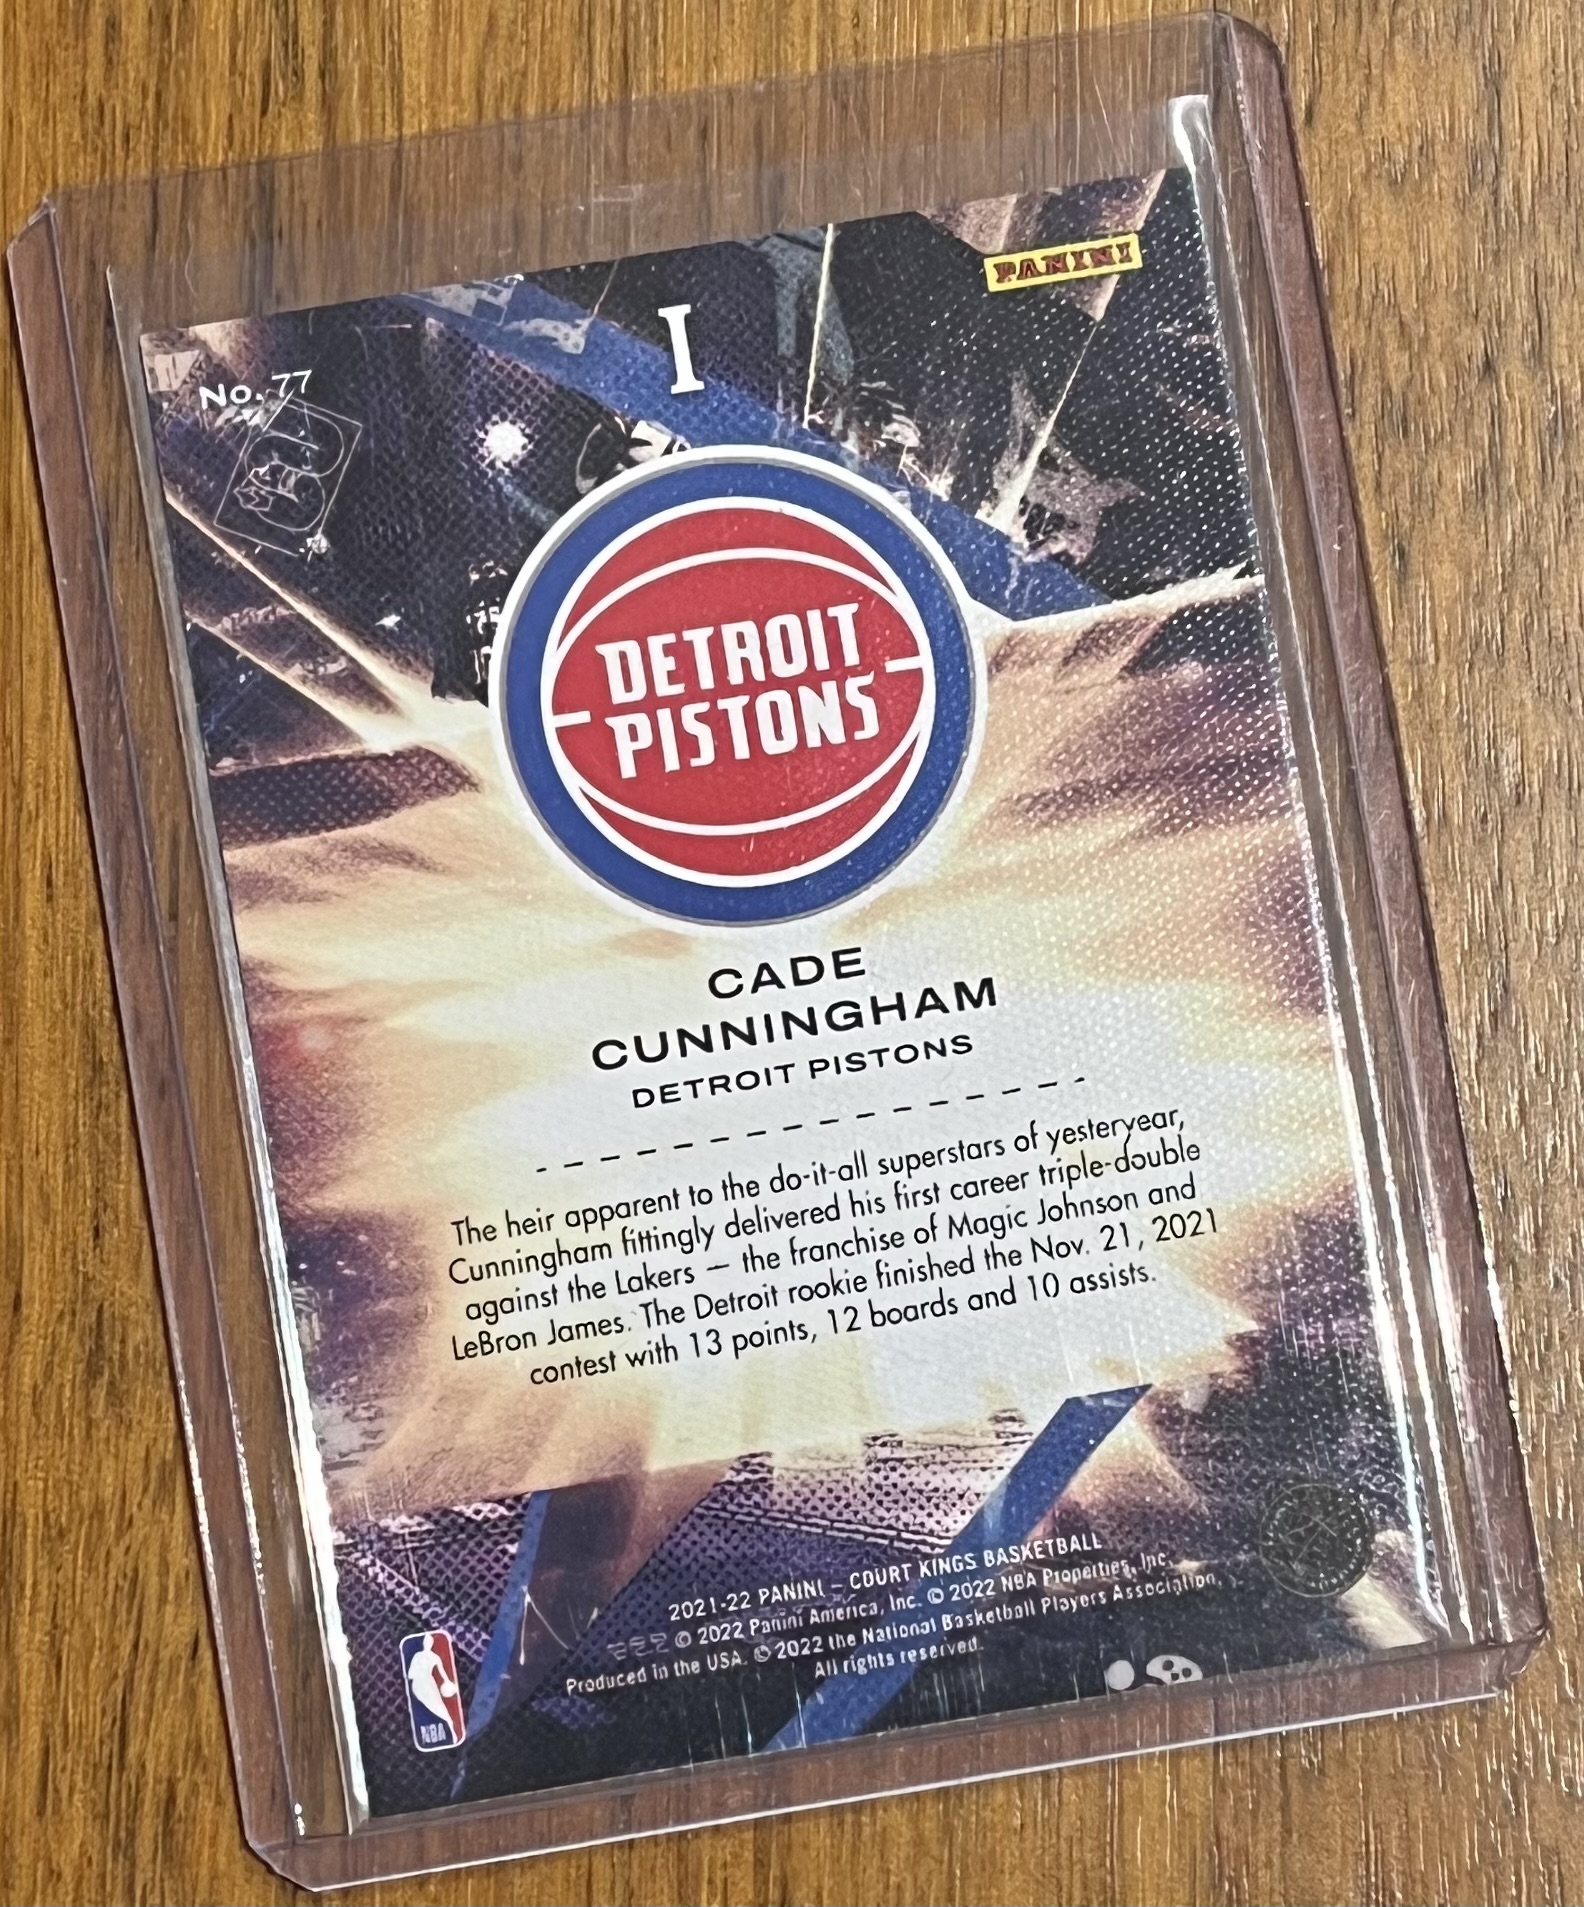 PANINI
I
No. 77
DETROIT
PISTONS
CADE
CUNNINGHAM
DETROIT PISTONS
The heir apparent to the do-it-all superstars of yesteryear,
Cunningham fittingly delivered his first career triple-double
against the Lakers — the franchise of Magic Johnson and
LeBron James. The Detroit rookie finished the Nov. 21, 2021
contest with 13 points, 12 boards and 10 assists.
2021-22 PANINI – COURT KINGS BASKETBALL
© 2022 Panini America, Inc. © 2022 NBA Properties, Inc.
Produced in the USA. © 2022 the National Basketball Players Association.
All rights reserved.
NBA